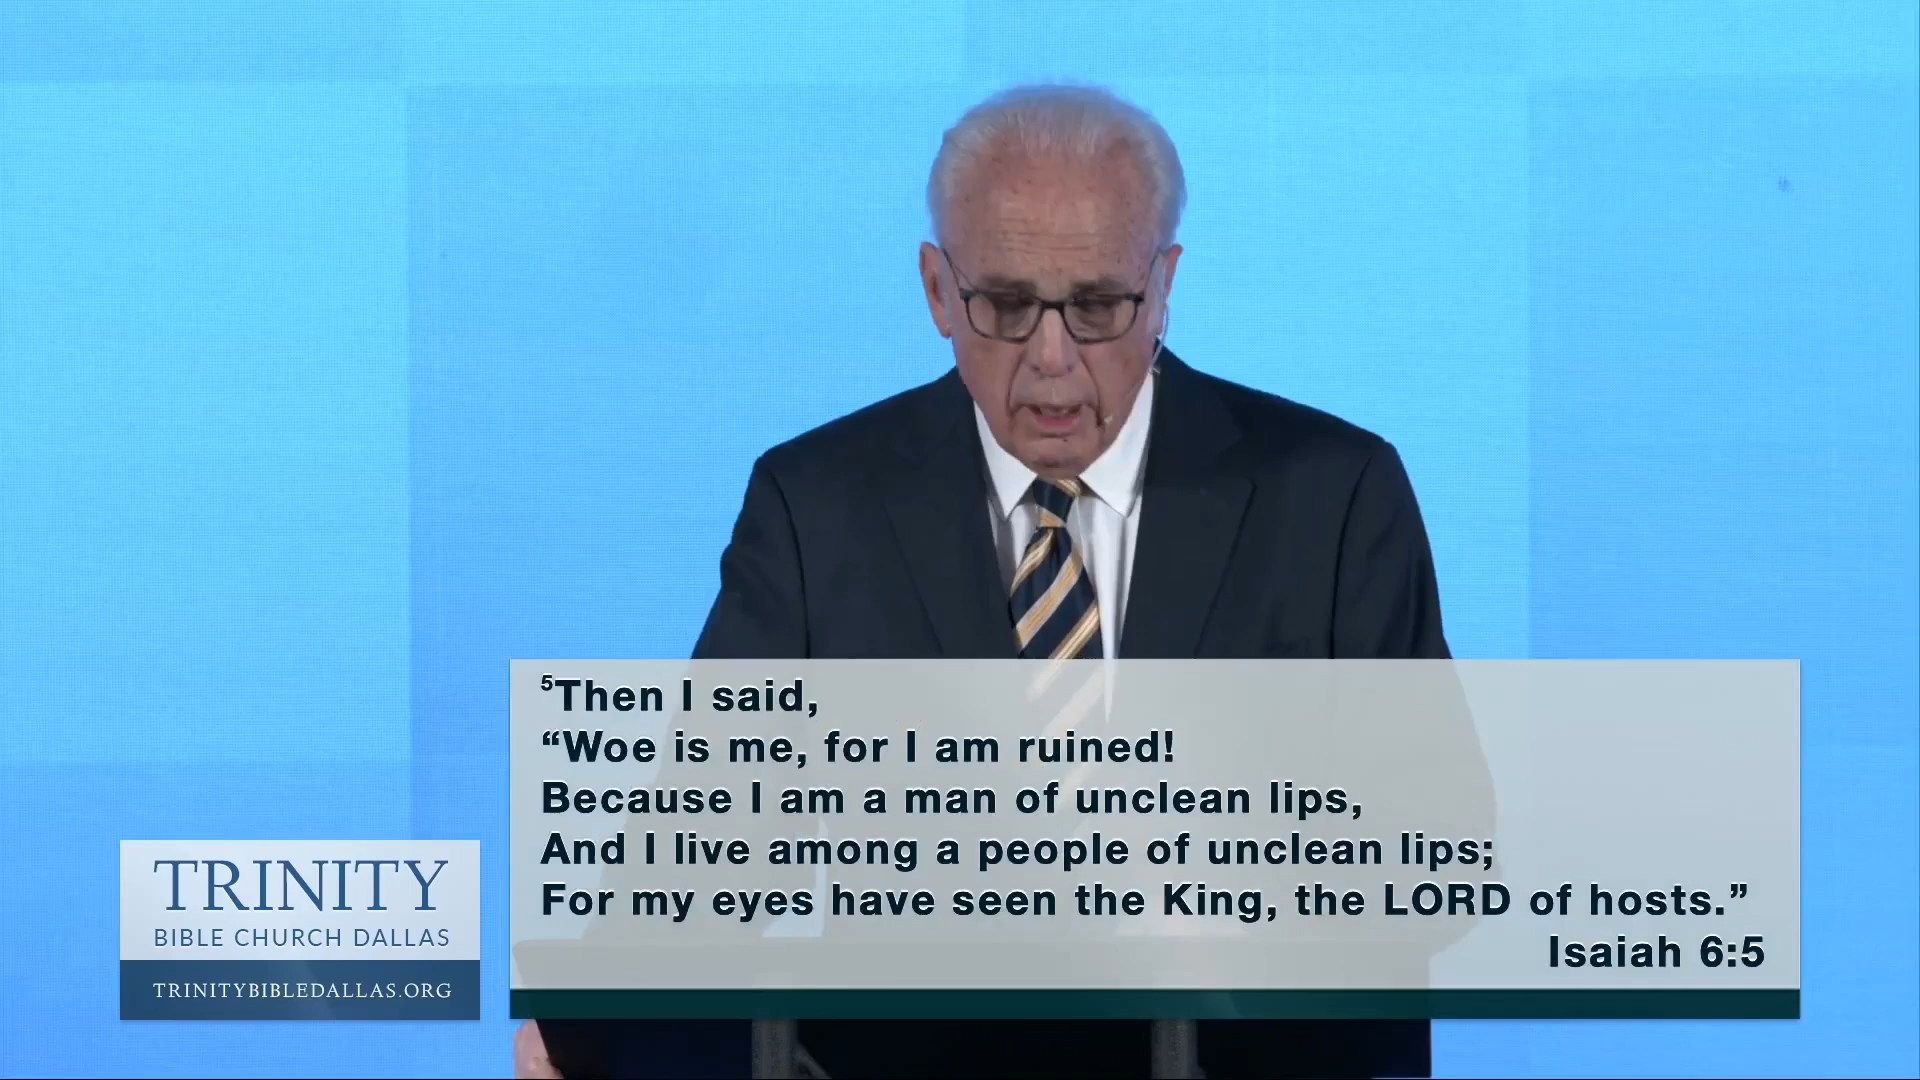 ⁵Then I said,
“Woe is me, for I am ruined!
Because I am a man of unclean lips,
And I live among a people of unclean lips;
For my eyes have seen the King, the LORD of hosts.”
Isaiah 6:5
TRINITY
BIBLE CHURCH DALLAS
TRINITYBIBLEDALLAS.ORG